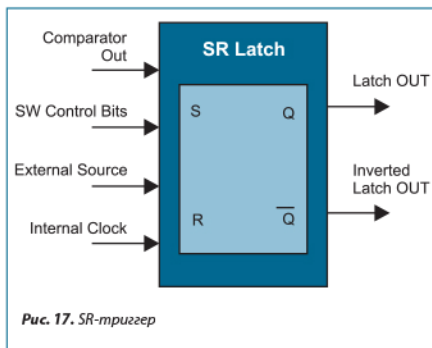 Comparator
Out
SW Control Bits
External Source
Internal Clock
SR Latch
S
Q
R
Q̅
Latch OUT
Inverted
Latch OUT
Рис. 17. SR-триггер